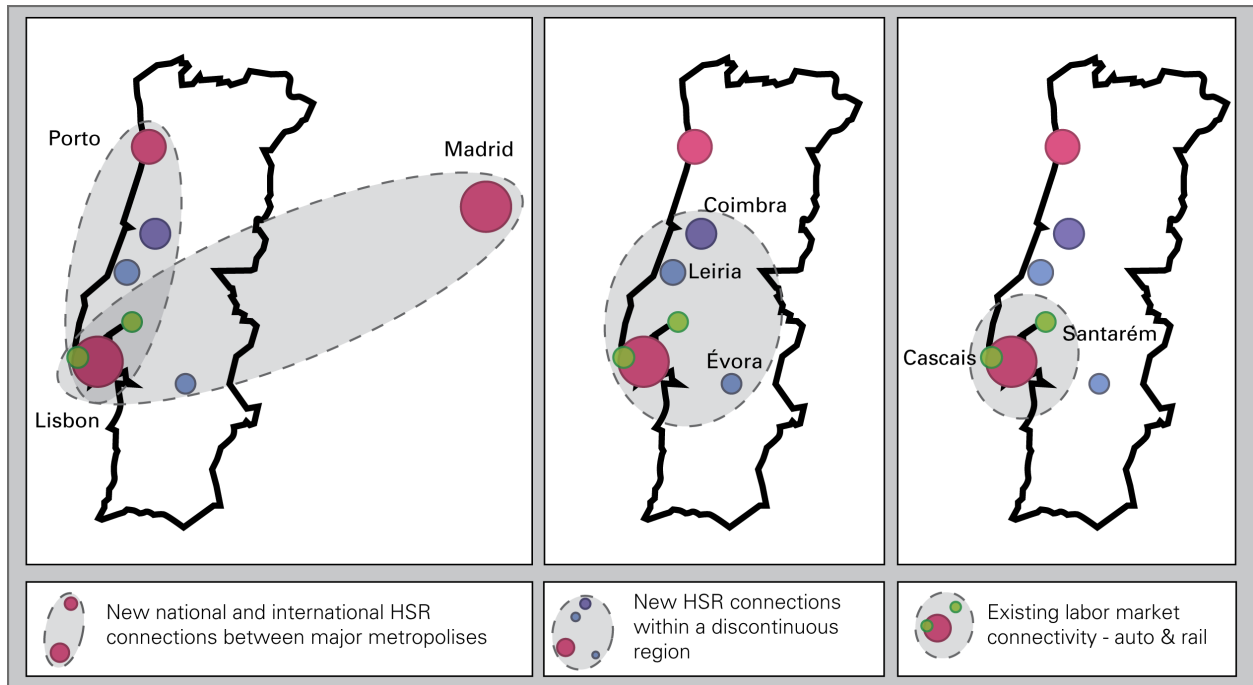 Porto
Madrid
Lisbon
Coimbra
Leiria
Évora
Santarém
Cascais
New national and international HSR
connections between major metropolises
New HSR connections
within a discontinuous
region
Existing labor market
connectivity - auto & rail